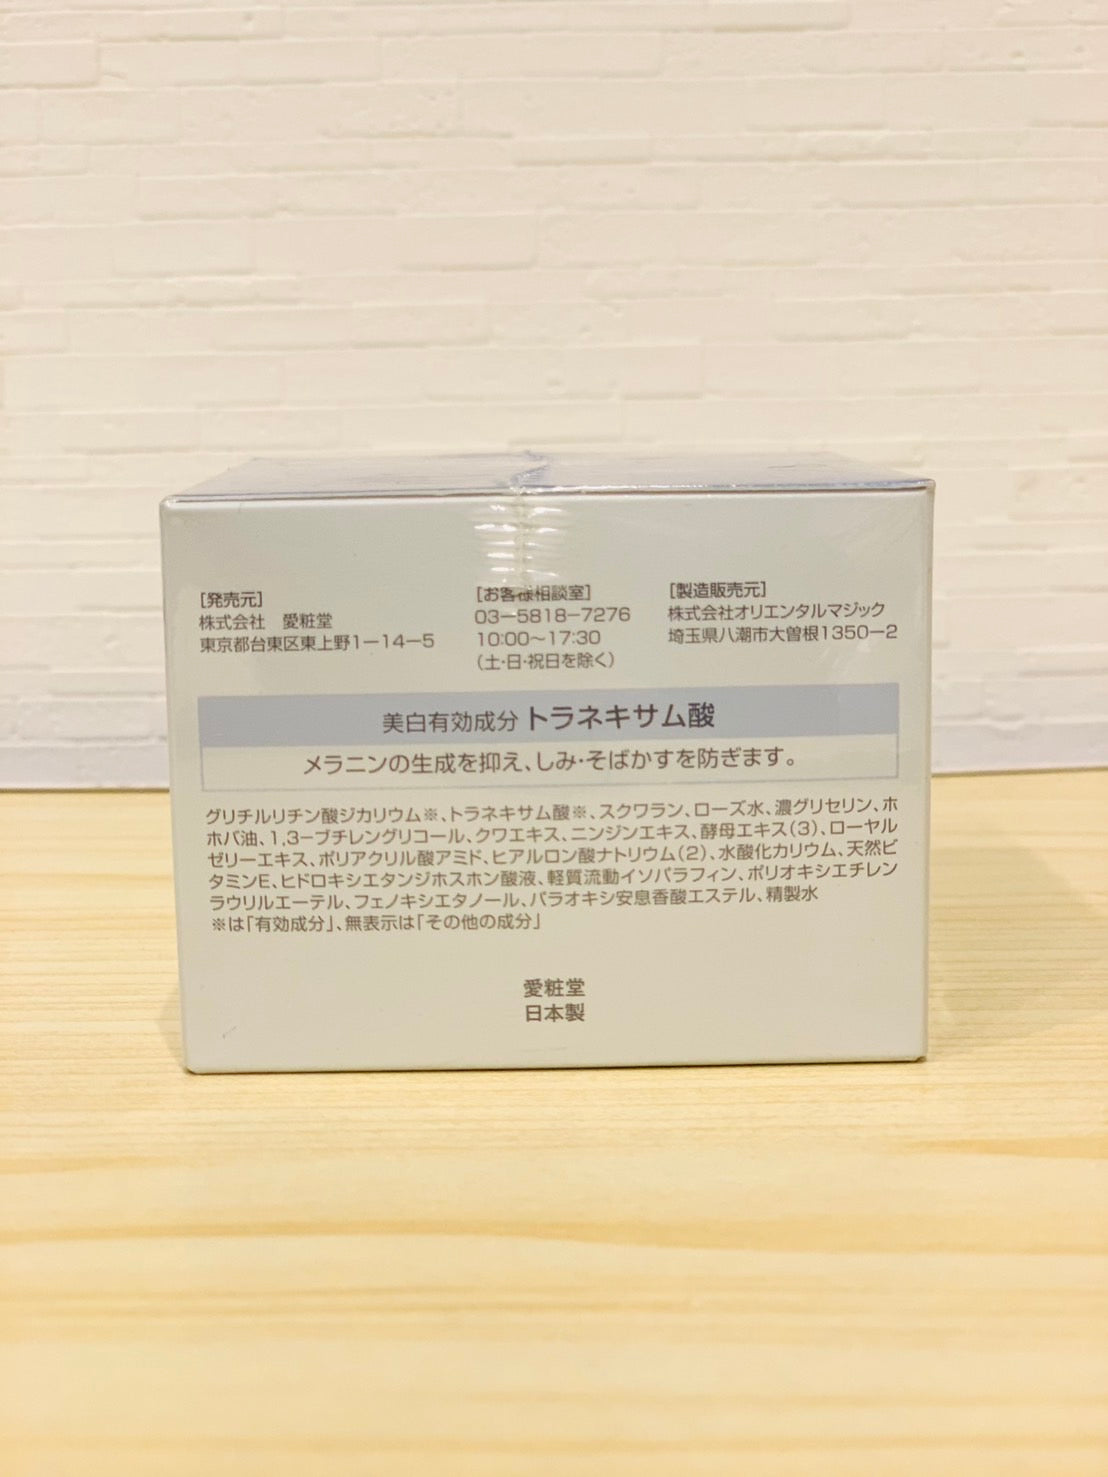 [発売元]
株式会社　愛粧堂
東京都台東区東上野1－14－5
[お客様相談室]
03－5818－7276
10:00～17:30
(土・日・祝日を除く)
[製造販売元]
株式会社オリエンタルマジック
埼玉県八潮市大曽根1350－2
美白有効成分 トラネキサム酸
メラニンの生成を抑え、しみ・そばかすを防ぎます。
グリチルリチン酸ジカリウム※、トラネキサム酸※、スクワラン、ローズ水、濃グリセリン、ホ
ホバ油、1,3－ブチレングリコール、クワエキス、ニンジンエキス、酵母エキス(3)、ローヤル
ゼリーエキス、ポリアクリル酸アミド、ヒアルロン酸ナトリウム(2)、水酸化カリウム、天然ビ
タミンE、ヒドロキシエタンジホスホン酸液、軽質流動イソパラフィン、ポリオキシエチレン
ラウリルエーテル、フェノキシエタノール、パラオキシ安息香酸エステル、精製水
※は「有効成分」、無表示は「その他の成分」
愛粧堂
日本製